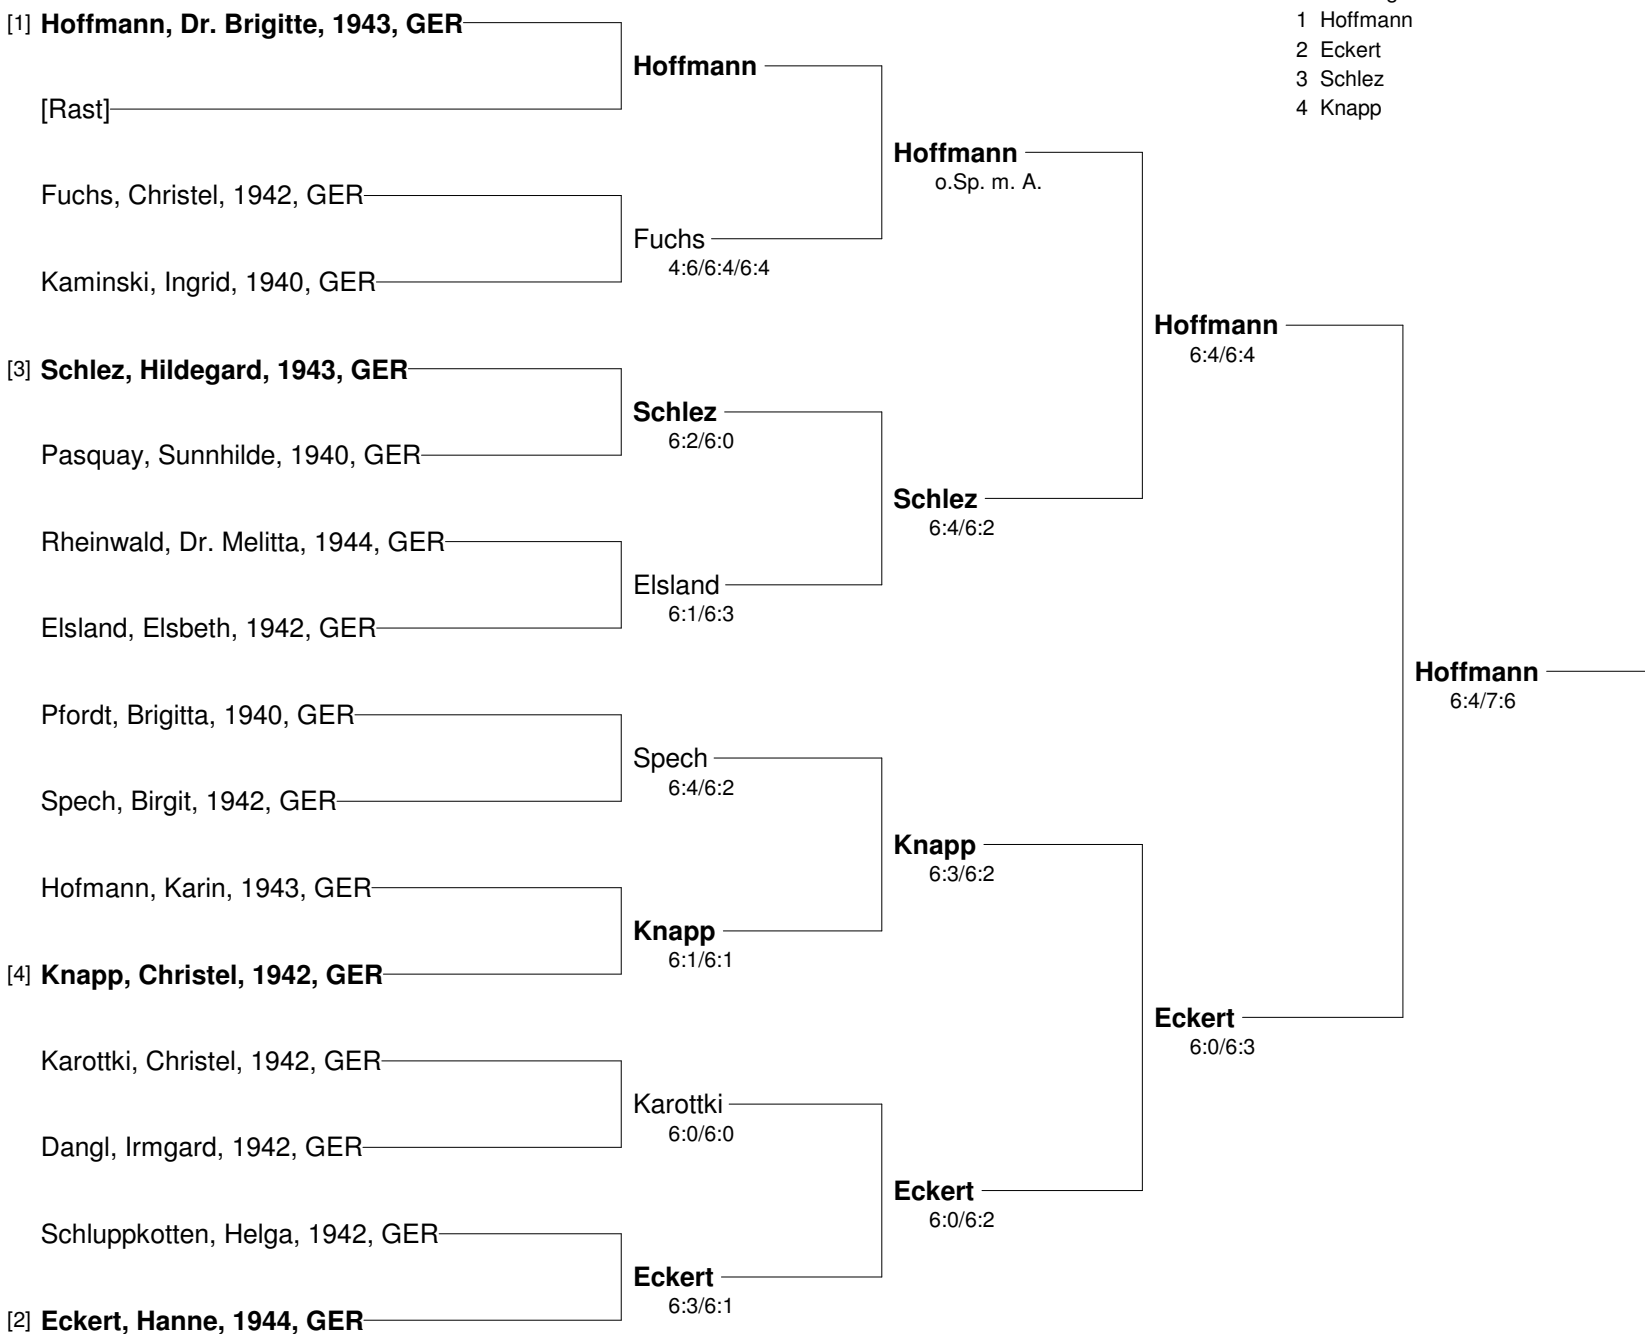 1 Hoffmann
2 Eckert
3 Schlez
4 Knapp
[1] Hoffmann, Dr. Brigitte, 1943, GER
Hoffmann
[Rast]
Hoffmann
o.Sp. m. A.
Fuchs, Christel, 1942, GER
Fuchs
4:6/6:4/6:4
Kaminski, Ingrid, 1940, GER
Hoffmann
6:4/6:4
[3] Schlez, Hildegard, 1943, GER
Schlez
6:2/6:0
Pasquay, Sunnhilde, 1940, GER
Schlez
6:4/6:2
Rheinwald, Dr. Melitta, 1944, GER
Elsland
6:1/6:3
Elsland, Elsbeth, 1942, GER
Hoffmann
6:4/7:6
Pfordt, Brigitta, 1940, GER
Spech
6:4/6:2
Spech, Birgit, 1942, GER
Knapp
6:3/6:2
Hofmann, Karin, 1943, GER
Knapp
6:1/6:1
[4] Knapp, Christel, 1942, GER
Eckert
6:0/6:3
Karottki, Christel, 1942, GER
Karottki
6:0/6:0
Dangl, Irmgard, 1942, GER
Eckert
6:0/6:2
Schluppkotten, Helga, 1942, GER
Eckert
6:3/6:1
[2] Eckert, Hanne, 1944, GER